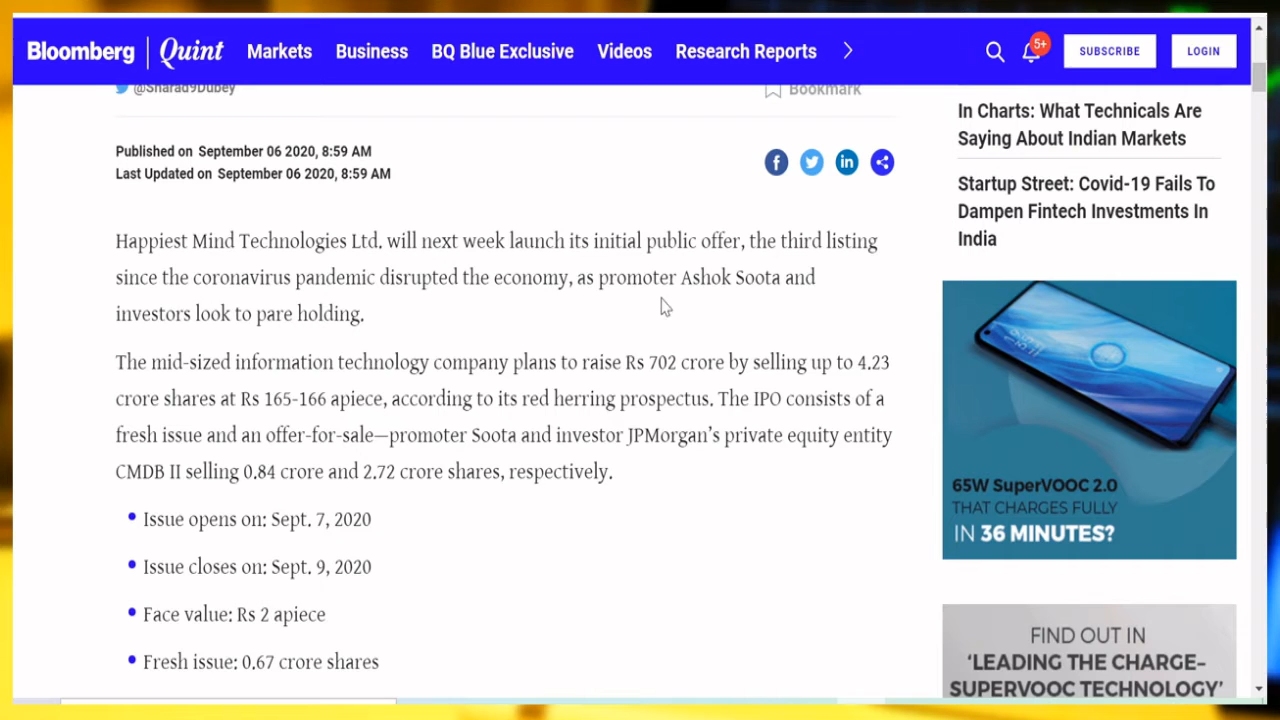 Bloomberg | Quint Markets Business BQ Blue Exclusive Videos Research Reports 5+ SUBSCRIBE LOGIN
@Sharad9Dubey
Bookmark
Published on September 06 2020, 8:59 AM
Last Updated on September 06 2020, 8:59 AM
Happiest Mind Technologies Ltd. will next week launch its initial public offer, the third listing
since the coronavirus pandemic disrupted the economy, as promoter Ashok Soota and
investors look to pare holding.
The mid-sized information technology company plans to raise Rs 702 crore by selling up to 4.23
crore shares at Rs 165-166 apiece, according to its red herring prospectus. The IPO consists of a
fresh issue and an offer-for-sale—promoter Soota and investor JPMorgan's private equity entity
CMDB II selling 0.84 crore and 2.72 crore shares, respectively.
• Issue opens on: Sept. 7, 2020
• Issue closes on: Sept. 9, 2020
• Face value: Rs 2 apiece
• Fresh issue: 0.67 crore shares
In Charts: What Technicals Are
Saying About Indian Markets
Startup Street: Covid-19 Fails To
Dampen Fintech Investments In
India
65W SuperVOOC 2.0
THAT CHARGES FULLY
IN 36 MINUTES?
FIND OUT IN
'LEADING THE CHARGE–
SUPERVOOC TECHNOLOGY'